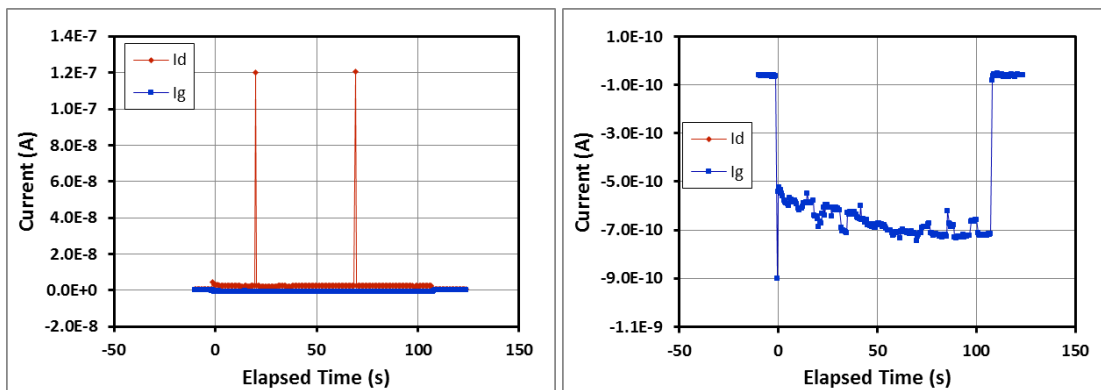 1.4E-7
1.2E-7
1.0E-7
8.0E-8
6.0E-8
4.0E-8
2.0E-8
0.0E+0
-2.0E-8
Current (A)
Id
Ig
-50
0
50
100
150
Elapsed Time (s)
1.0E-10
-1.0E-10
-3.0E-10
-5.0E-10
-7.0E-10
-9.0E-10
-1.1E-9
Current (A)
Id
Ig
-50
0
50
100
150
Elapsed Time (s)